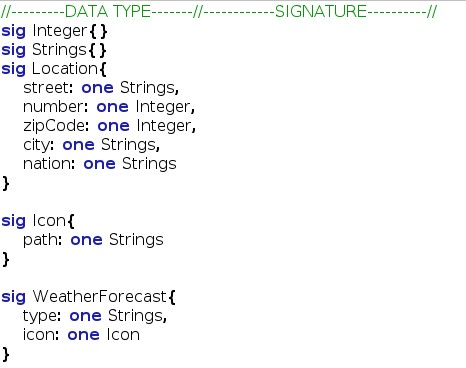 //---------DATA TYPE-------//------------SIGNATURE----------//
sig Integer{}
sig Strings{}
sig Location{
street: one Strings,
number: one Integer,
zipCode: one Integer,
city: one Strings,
nation: one Strings
}
sig Icon{
path: one Strings
}
sig WeatherForecast{
type: one Strings,
icon: one Icon
}